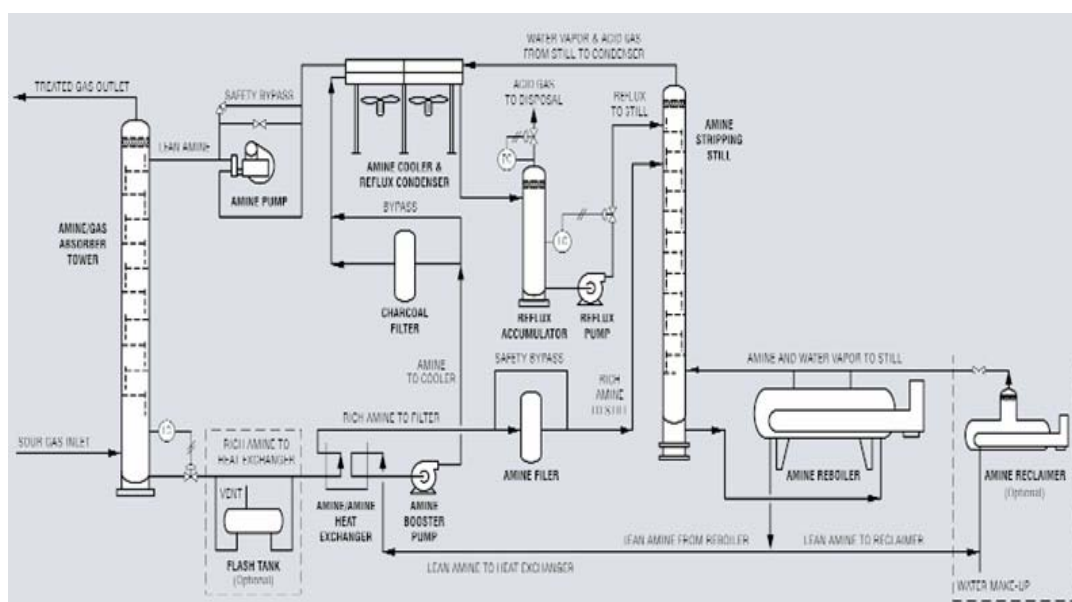 WATER VAPOR & ACID GAS
FROM STILL TO CONDENSER
TREATED GAS OUTLET
SAFETY BYPASS
ACID GAS
TO DISPOSAL
REFLUX
TO STILL
AMINE
STRIPPING
STILL
LEAN AMINE
AMINE PUMP
AMINE COOLER &
REFLUX CONDENSER
BYPASS
AMINE/GAS
ABSORBER
TOWER
CHARCOAL
FILTER
LC
REFLUX
ACCUMULATOR
REFLUX
PUMP
AMINE
TO COOLER
SAFETY BYPASS
RICH
AMINE
TO STILL
AMINE AND WATER VAPOR TO STILL
RICH AMINE TO FILTER
SOUR GAS INLET
RICH AMINE TO
HEAT EXCHANGER
AMINE FILER
AMINE REBOILER
AMINE RECLAIMER
(Optional)
VENT
AMINE/AMINE
HEAT
EXCHANGER
AMINE
BOOSTER
PUMP
FLASH TANK
(Optional)
LEAN AMINE FROM REBOILER
LEAN AMINE TO RECLAIMER
LEAN AMINE TO HEAT EXCHANGER
WATER MAKE-UP